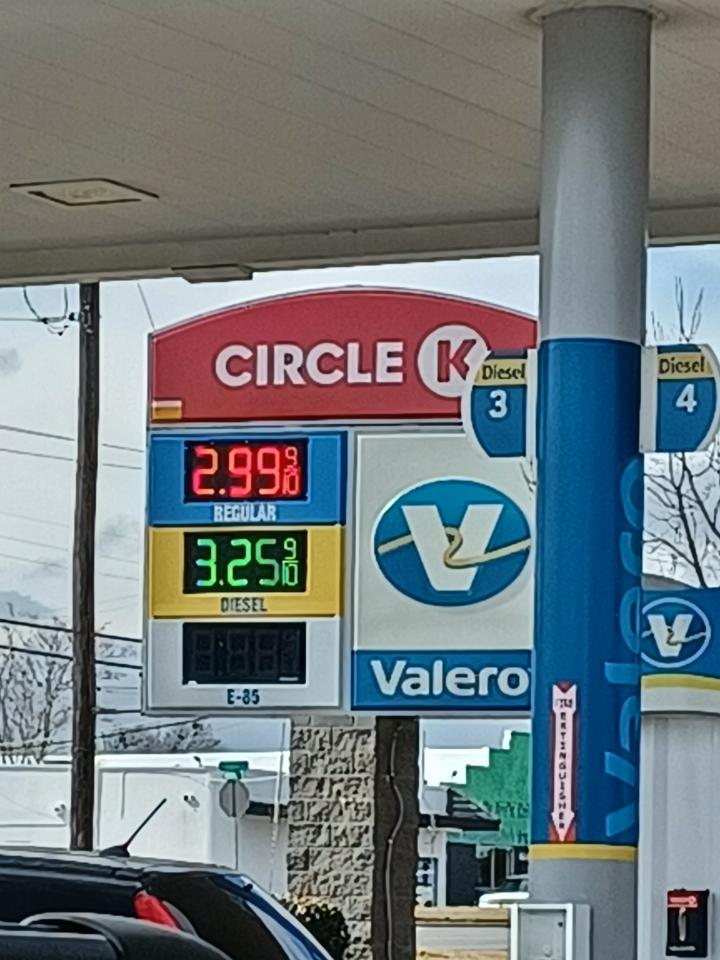 CIRCLE K
Diesel
3
Diesel
4
2.99 9/10
REGULAR
3.25 9/10
DIESEL
E-85
V
Valero
V
Valero
FIRE EXTINGUISHER